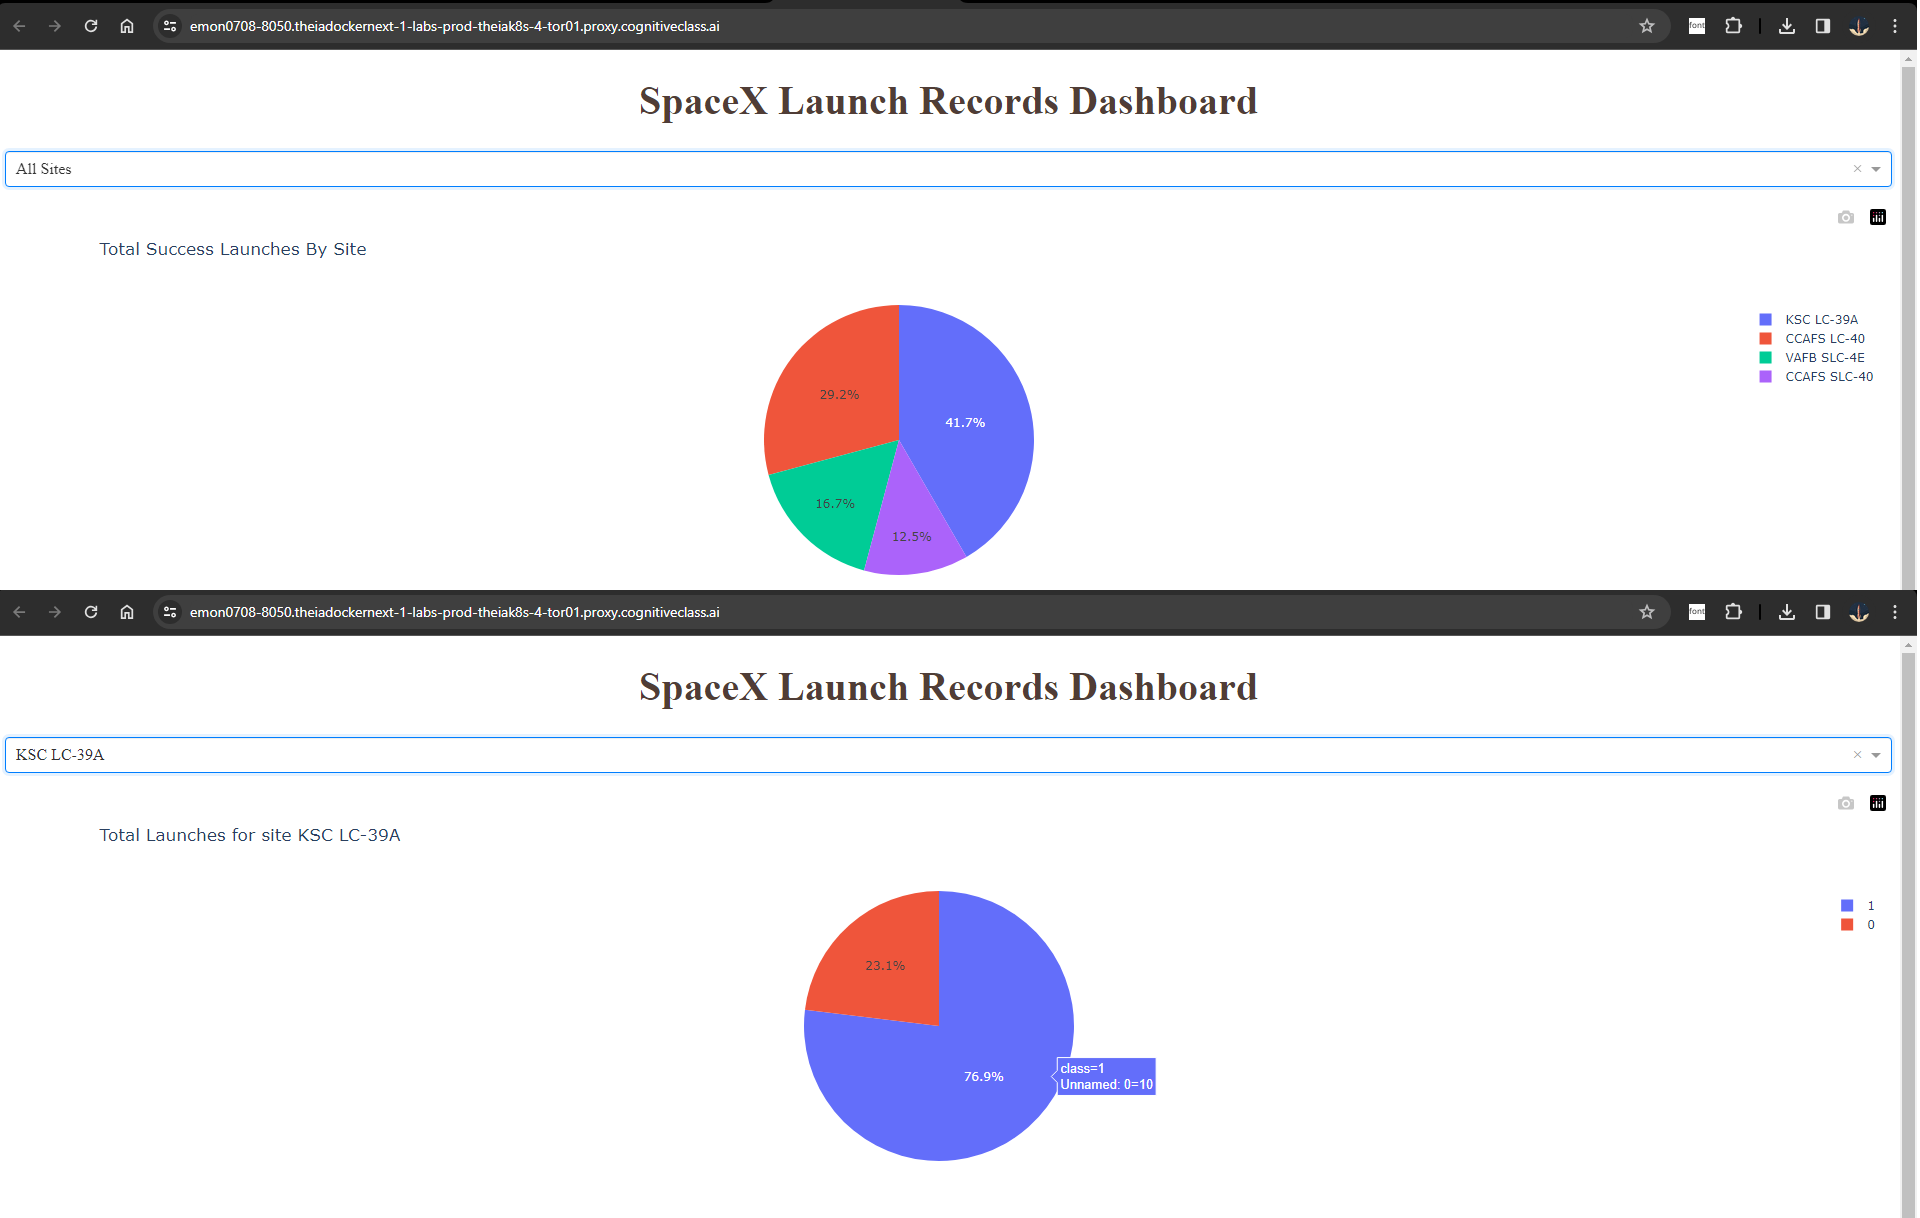 emon0708-8050.theiadockernext-1-labs-prod-theiak8s-4-tor01.proxy.cognitiveclass.ai
font
SpaceX Launch Records Dashboard
All Sites
Total Success Launches By Site
KSC LC-39A
CCAFS LC-40
VAFB SLC-4E
CCAFS SLC-40
29.2%
41.7%
16.7%
12.5%
emon0708-8050.theiadockernext-1-labs-prod-theiak8s-4-tor01.proxy.cognitiveclass.ai
font
SpaceX Launch Records Dashboard
KSC LC-39A
Total Launches for site KSC LC-39A
1
0
23.1%
76.9%
class=1
Unnamed: 0=10